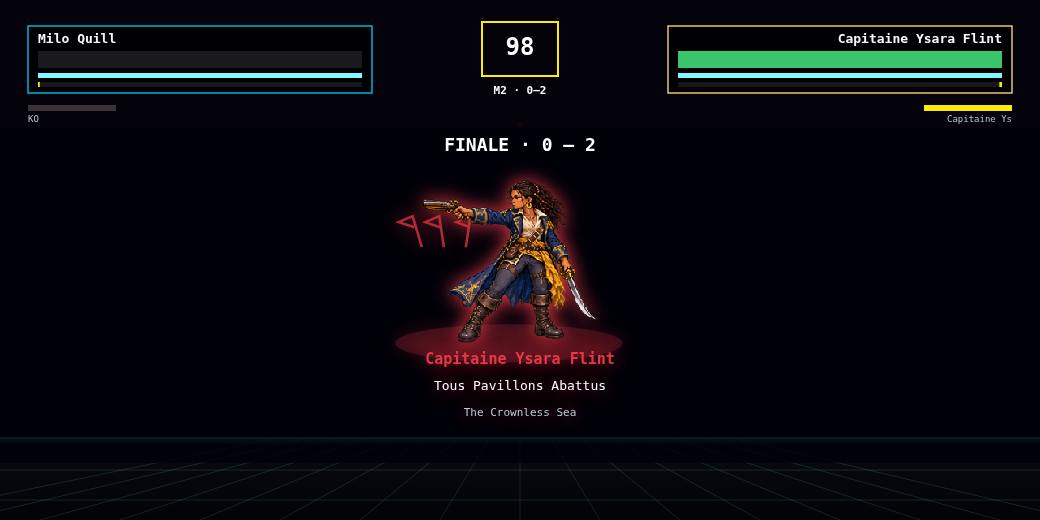 Milo Quill
98
Capitaine Ysara Flint
M2 · 0–2
KO
Capitaine Ys
FINALE · 0 — 2
Capitaine Ysara Flint
Tous Pavillons Abattus
The Crownless Sea